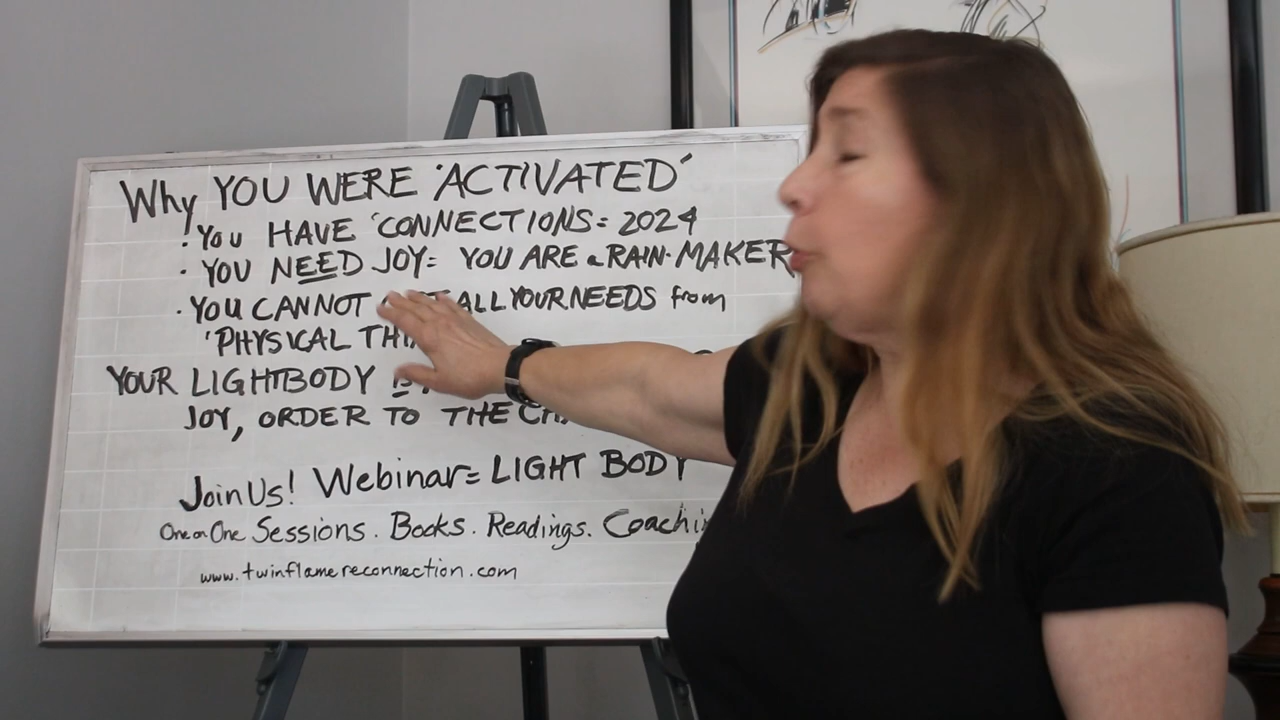 Why YOU WERE 'ACTIVATED'
• YOU HAVE 'CONNECTIONS = 2024
• YOU NEED JOY = YOU ARE a RAIN-MAKER
• YOU CANNOT ALL YOUR NEEDS from
'PHYSICAL
YOUR LIGHTBODY
JOY, ORDER TO THE
Join Us! Webinar = LIGHT BODY
One on One Sessions. Books. Readings.
www.twinflamereconnection.com